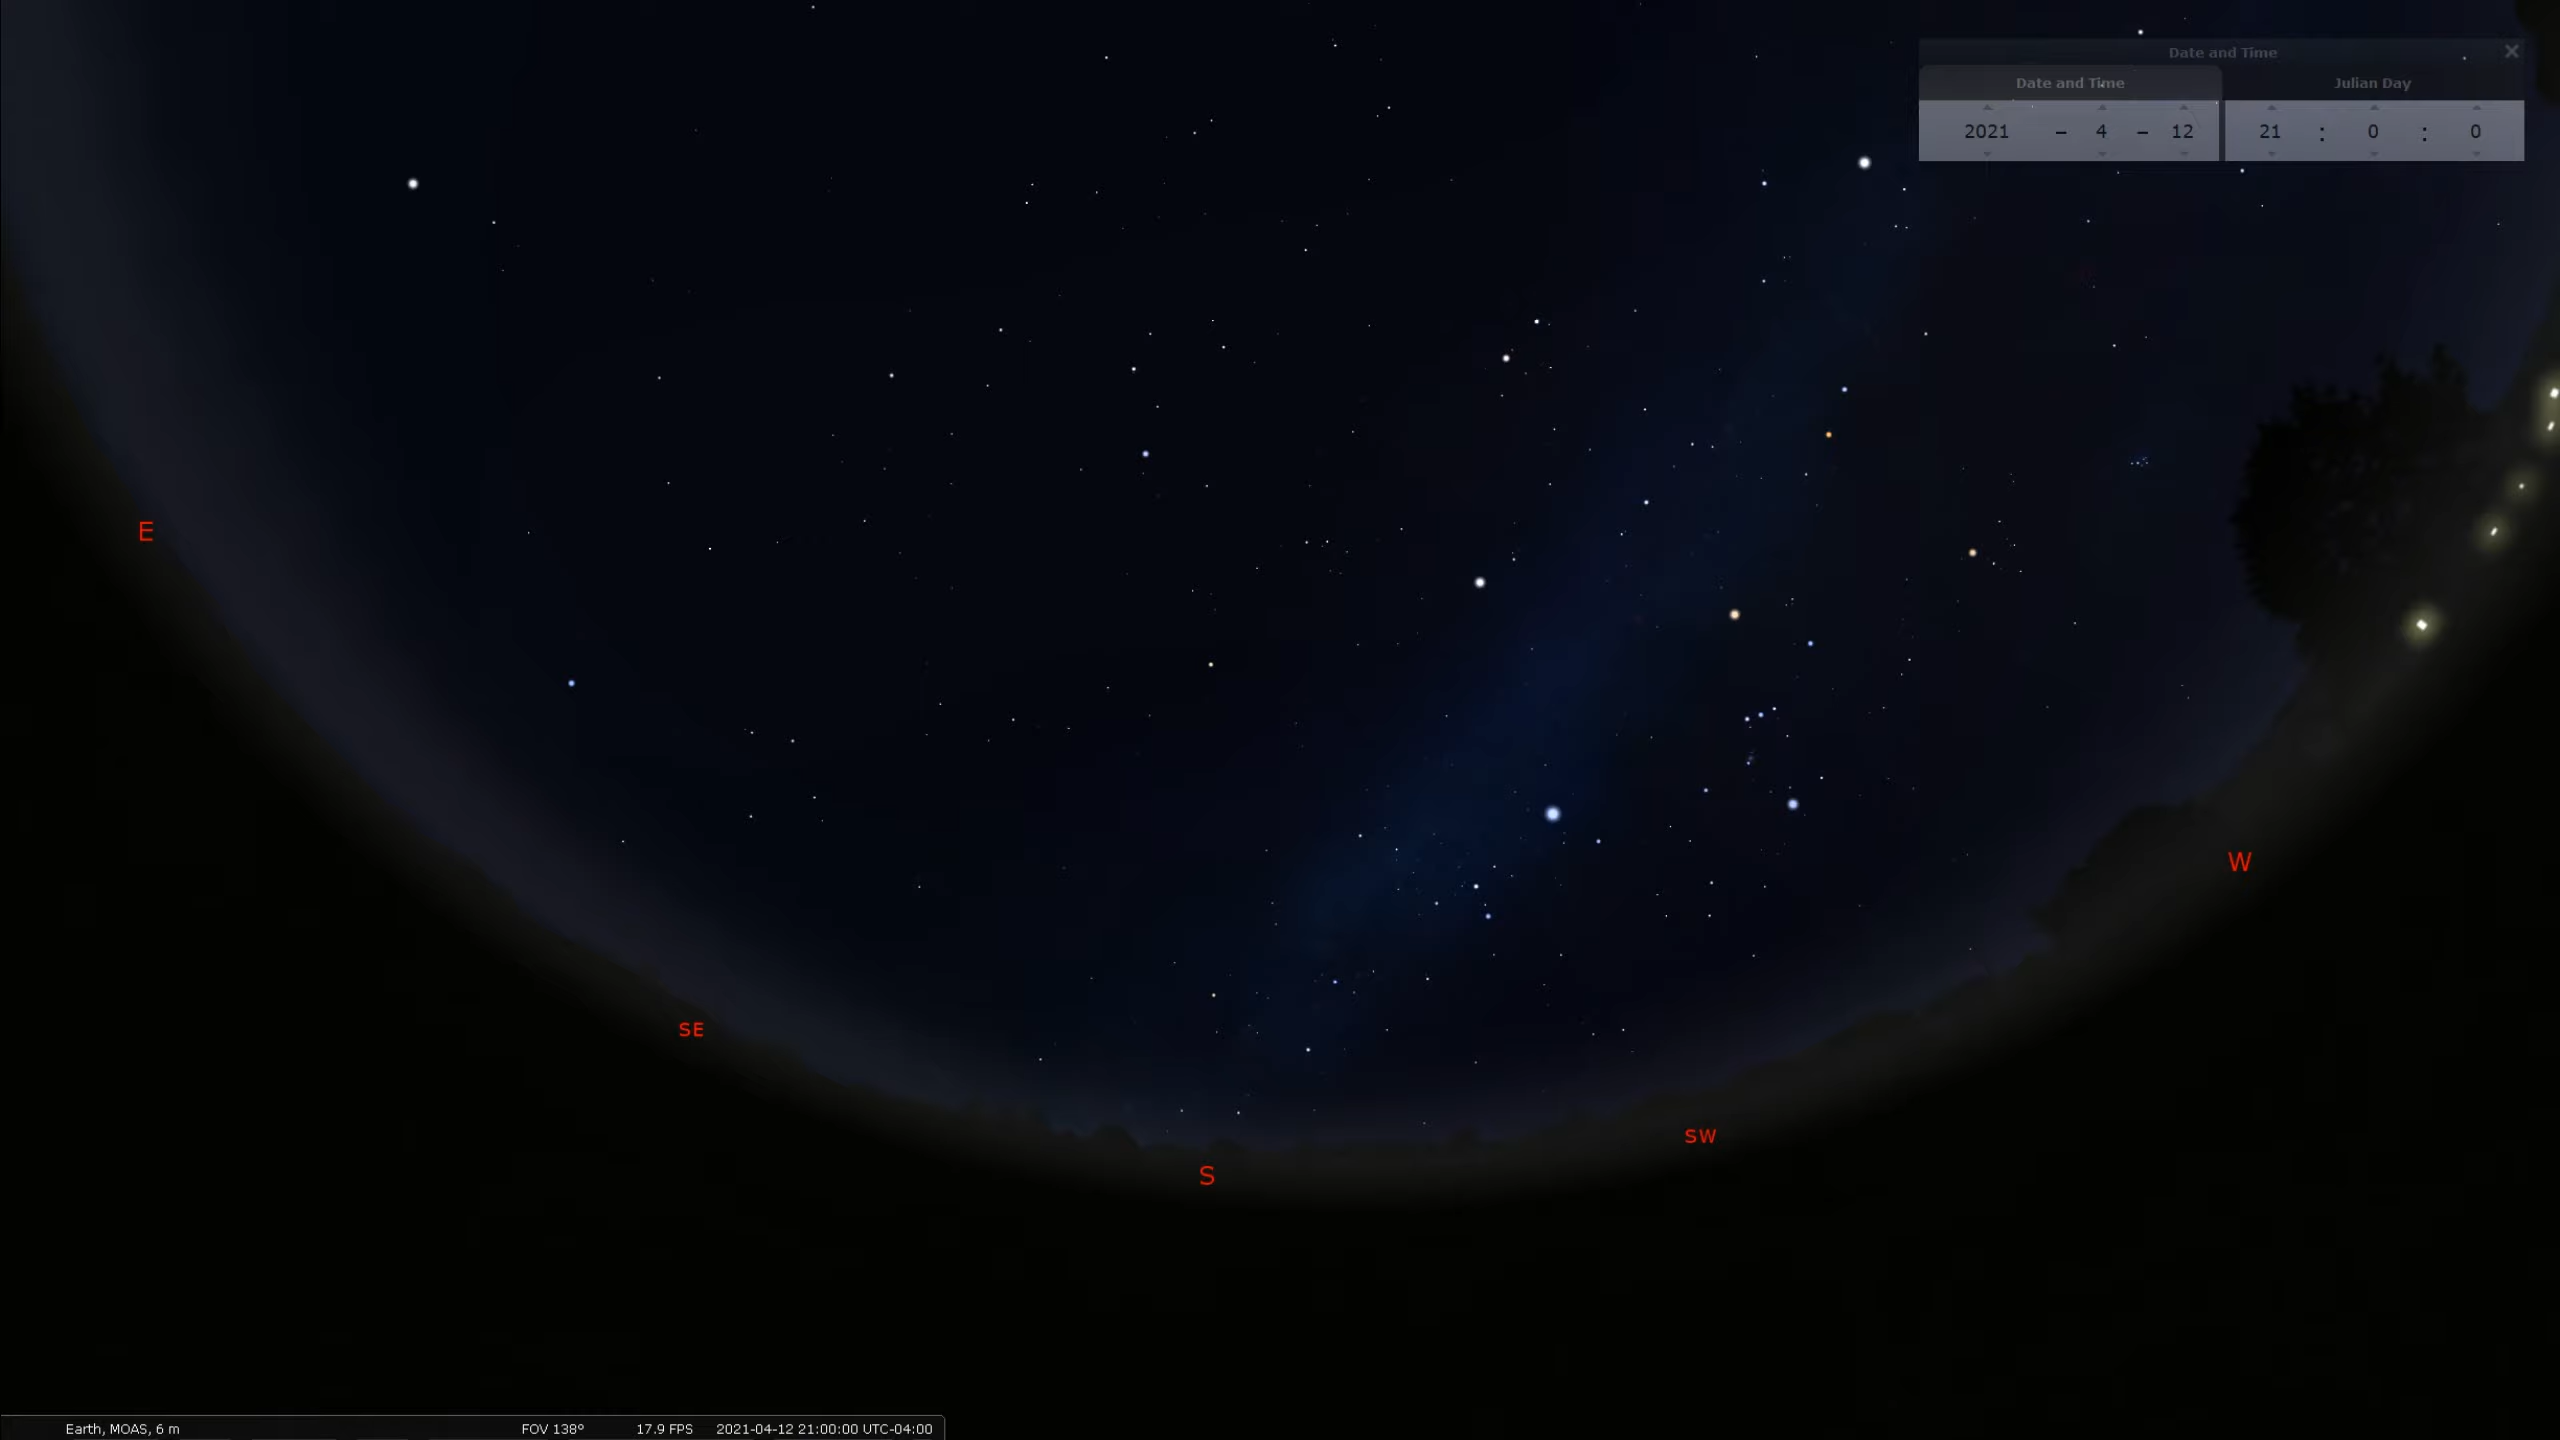 Date and Time
Date and Time Julian Day
2021 - 4 - 12 21 : 0 : 0
E
W
SE
SW
S
Earth, MOAS, 6 m FOV 138° 17.9 FPS 2021-04-12 21:00:00 UTC-04:00